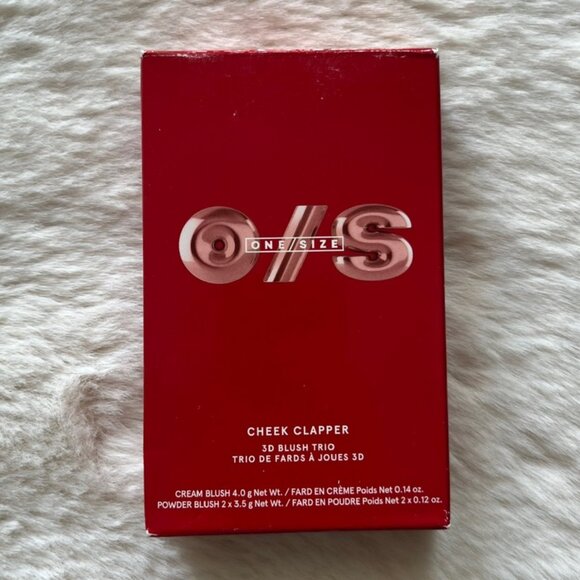 O/S
ONE/SIZE
CHEEK CLAPPER
3D BLUSH TRIO
TRIO DE FARDS À JOUES 3D
CREAM BLUSH 4.0 g Net Wt. / FARD EN CRÈME Poids Net 0.14 oz.
POWDER BLUSH 2 x 3.5 g Net Wt. / FARD EN POUDRE Poids Net 2 x 0.12 oz.